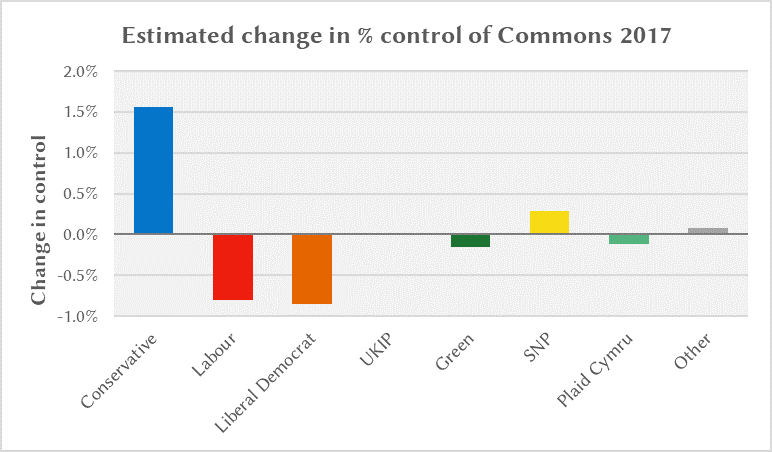 Estimated change in % control of Commons 2017
Change in control
2.0%
1.5%
1.0%
0.5%
0.0%
-0.5%
-1.0%
Conservative
Labour
Liberal Democrat
UKIP
Green
SNP
Plaid Cymru
Other